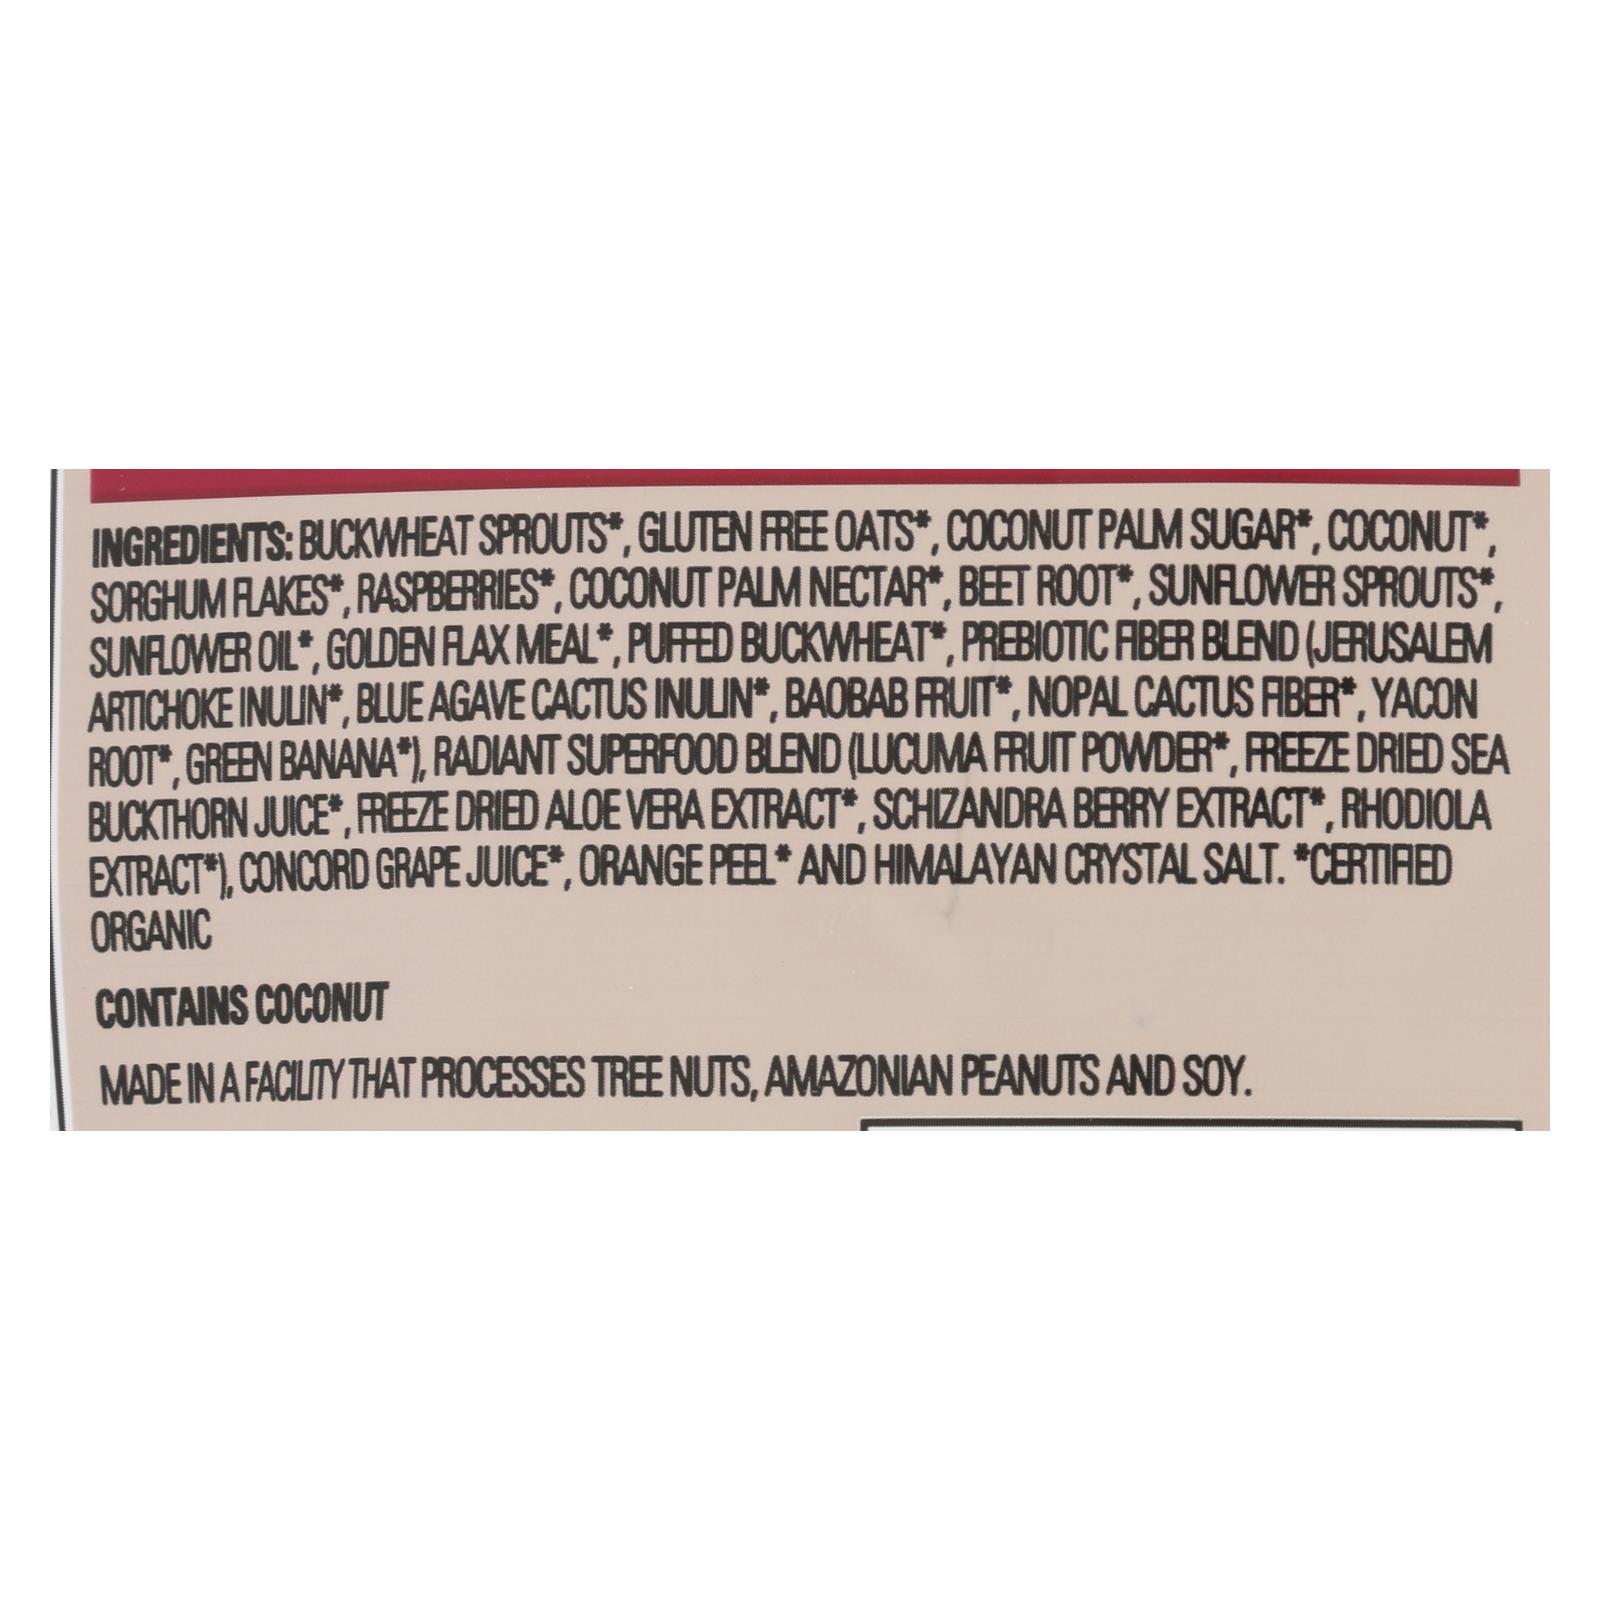 INGREDIENTS: BUCKWHEAT SPROUTS*, GLUTEN FREE OATS*, COCONUT PALM SUGAR*, COCONUT*,
SORGHUM FLAKES*, RASPBERRIES*, COCONUT PALM NECTAR*, BEET ROOT*, SUNFLOWER SPROUTS*,
SUNFLOWER OIL*, GOLDEN FLAX MEAL*, PUFFED BUCKWHEAT*, PREBIOTIC FIBER BLEND (JERUSALEM
ARTICHOKE INULIN*, BLUE AGAVE CACTUS INULIN*, BAOBAB FRUIT*, NOPAL CACTUS FIBER*, YACON
ROOT*, GREEN BANANA*), RADIANT SUPERFOOD BLEND (LUCUMA FRUIT POWDER*, FREEZE DRIED SEA
BUCKTHORN JUICE*, FREEZE DRIED ALOE VERA EXTRACT*, SCHIZANDRA BERRY EXTRACT*, RHODIOLA
EXTRACT*), CONCORD GRAPE JUICE*, ORANGE PEEL* AND HIMALAYAN CRYSTAL SALT. *CERTIFIED
ORGANIC
CONTAINS COCONUT
MADE IN A FACILITY THAT PROCESSES TREE NUTS, AMAZONIAN PEANUTS AND SOY.